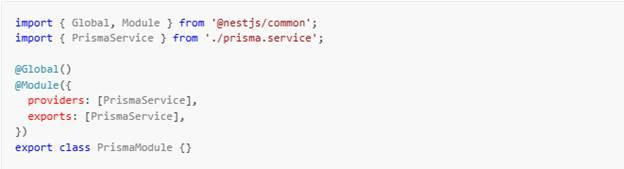 import { Global, Module } from '@nestjs/common';
import { PrismaService } from './prisma.service';
@Global()
@Module({
  providers: [PrismaService],
  exports: [PrismaService],
})
export class PrismaModule {}